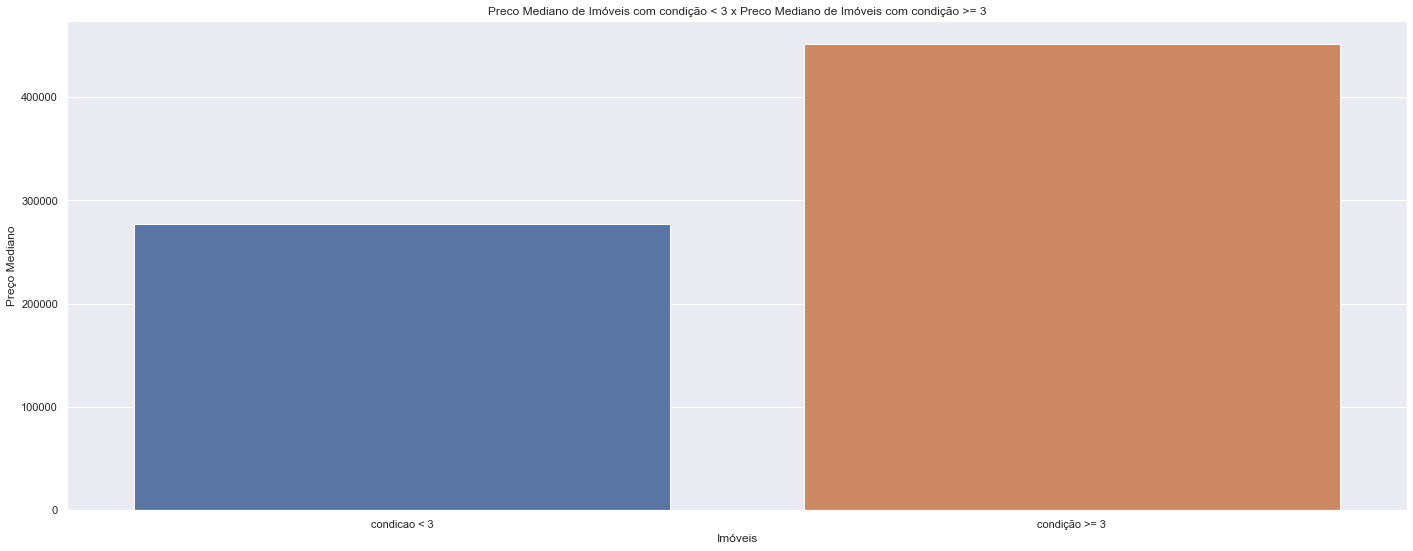 Preco Mediano de Imóveis com condição < 3 x Preco Mediano de Imóveis com condição >= 3
Preço Mediano
400000
300000
200000
100000
0
condicao < 3
condição >= 3
Imóveis